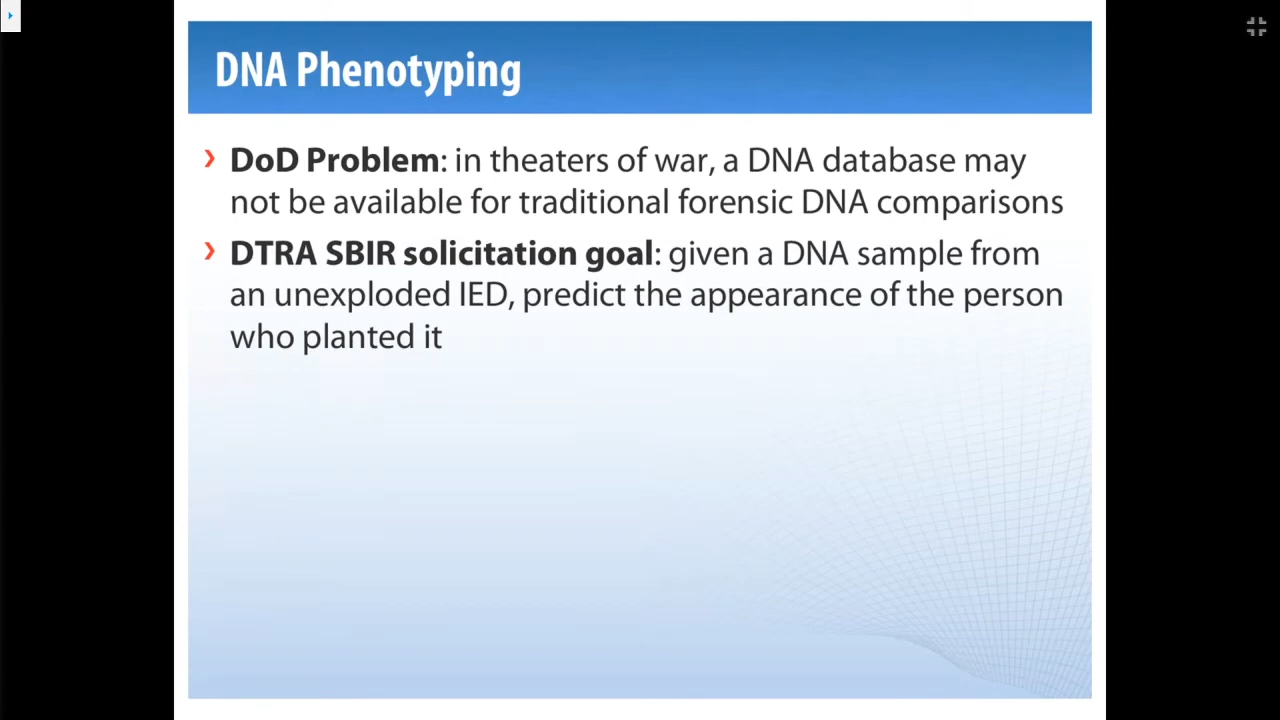 DNA Phenotyping
DoD Problem: in theaters of war, a DNA database may
not be available for traditional forensic DNA comparisons
DTRA SBIR solicitation goal: given a DNA sample from
an unexploded IED, predict the appearance of the person
who planted it